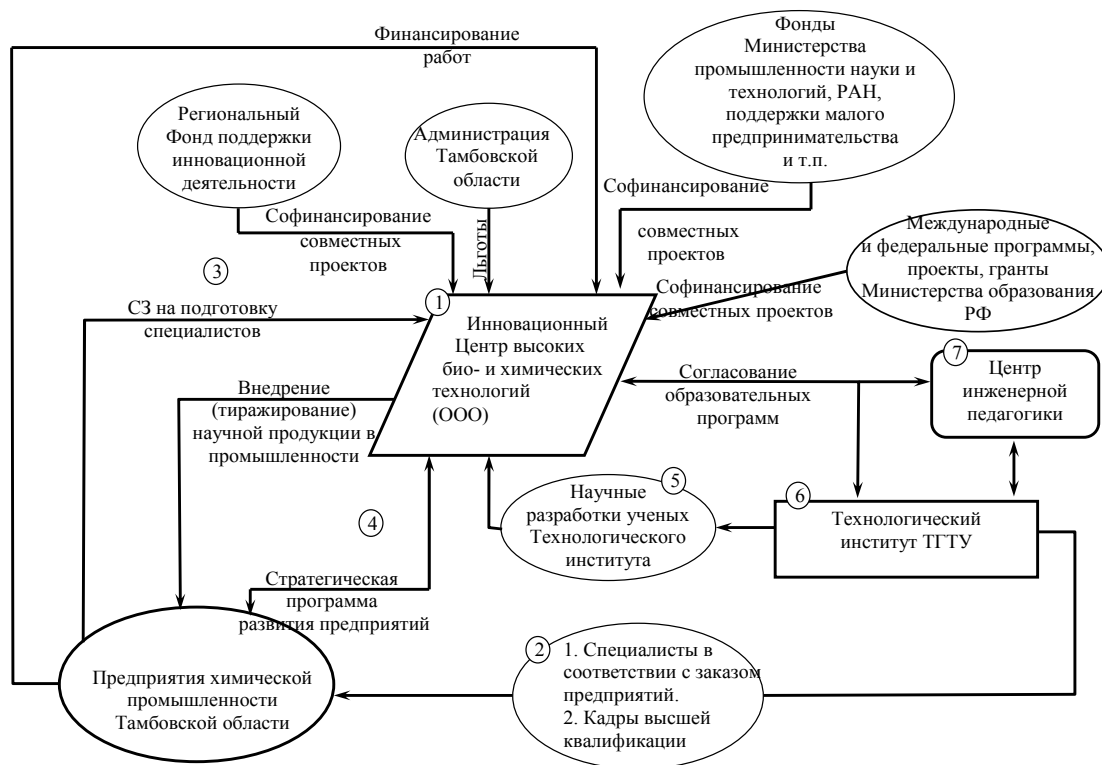 Финансирование
работ
Фонды
Министерства
промышленности науки и
технологий, РАН,
поддержки малого
предпринимательства
и т.п.
Региональный
Фонд поддержки
инновационной
деятельности
Администрация
Тамбовской
области
Софинансирование
совместных
проектов
Льготы
Софинансирование
совместных
проектов
Международные
и федеральные программы,
проекты, гранты
Министерства образования
РФ
Софинансирование
совместных проектов
3
СЗ на подготовку
специалистов
1
Инновационный
Центр высоких
био- и химических
технологий
(ООО)
Согласование
образовательных
программ
7
Центр
инженерной
педагогики
Внедрение
(тиражирование)
научной продукции в
промышленности
4
5
Научные
разработки ученых
Технологического
института
6
Технологический
институт ТГТУ
Стратегическая
программа
развития предприятий
Предприятия химической
промышленности
Тамбовской области
2
1. Специалисты в
соответствии с заказом
предприятий.
2. Кадры высшей
квалификации